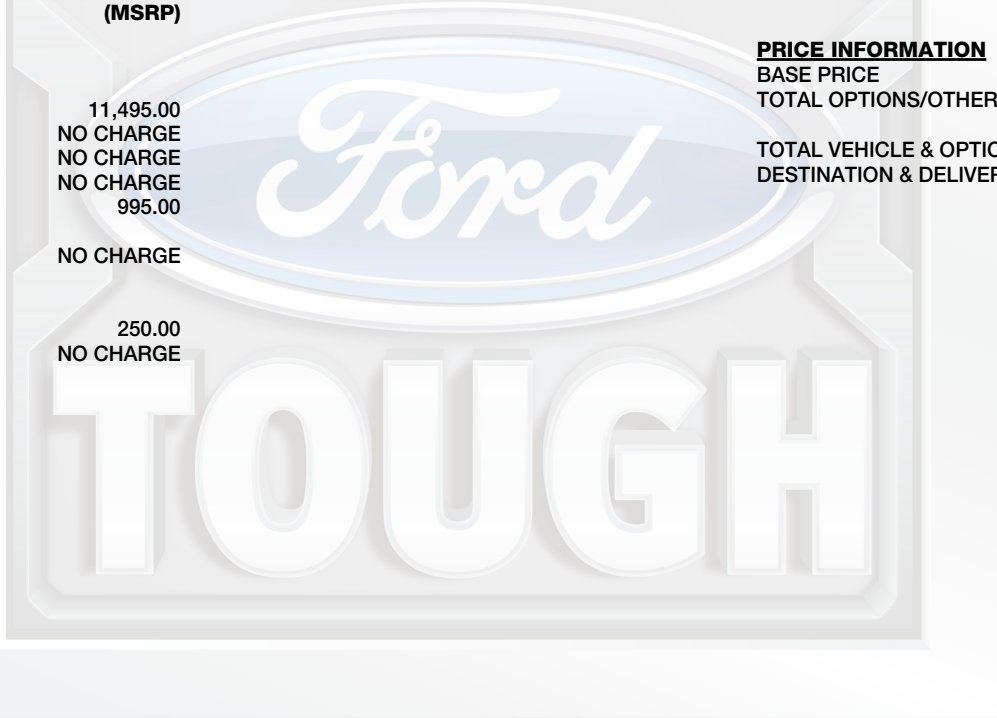 (MSRP)
11,495.00
NO CHARGE
NO CHARGE
NO CHARGE
995.00
NO CHARGE
250.00
NO CHARGE
PRICE INFORMATION
BASE PRICE
TOTAL OPTIONS/OTHER
TOTAL VEHICLE & OPTIO
DESTINATION & DELIVER
Ford
TOUGH